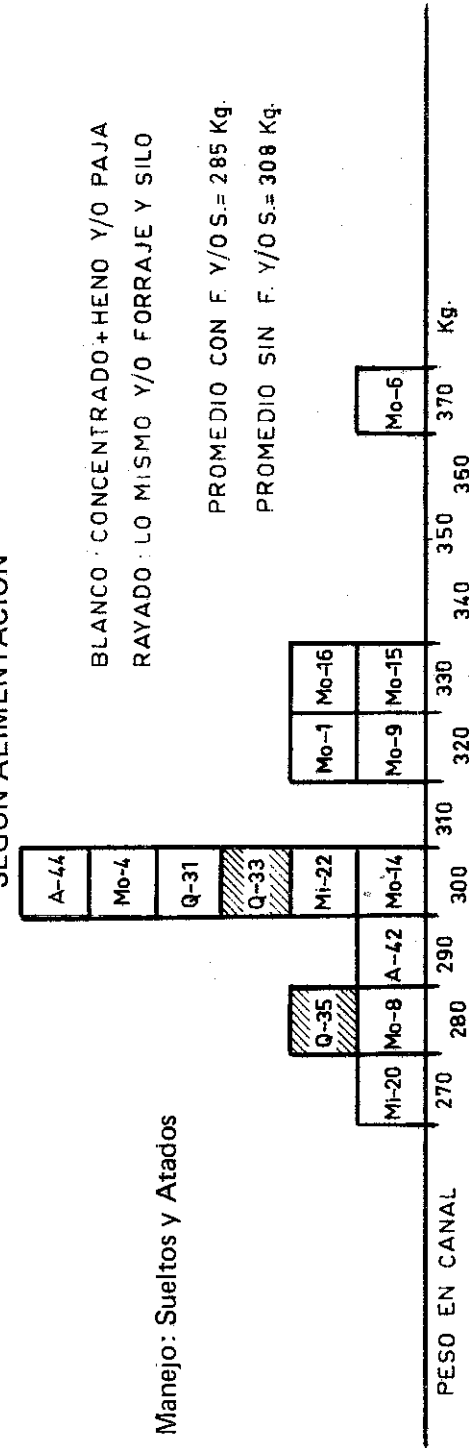 SEGUN ALIMENTACION
BLANCO : CONCENTRADO + HENO Y/O PAJA
RAYADO : LO MISMO Y/O FORRAJE Y SILO
PROMEDIO CON F. Y/O S. = 285 Kg.
PROMEDIO SIN F. Y/O S. = 308 Kg.
Manejo: Sueltos y Atados
A-44
Mo-4
Q-31
Q-33
Q-35 Mi-22 Mo-1 Mo-16
Mi-20 Mo-8 A-42 Mo-14 Mo-9 Mo-15 Mo-6
PESO EN CANAL 270 280 290 300 310 320 330 340 350 360 370 Kg.